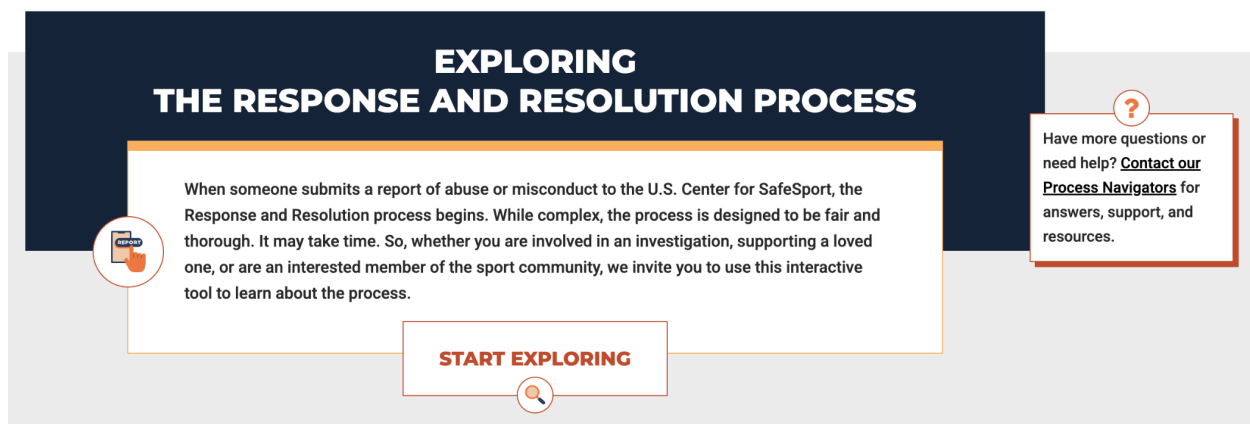 EXPLORING
THE RESPONSE AND RESOLUTION PROCESS
When someone submits a report of abuse or misconduct to the U.S. Center for SafeSport, the
Response and Resolution process begins. While complex, the process is designed to be fair and
thorough. It may take time. So, whether you are involved in an investigation, supporting a loved
one, or are an interested member of the sport community, we invite you to use this interactive
tool to learn about the process.
REPORT
START EXPLORING
?
Have more questions or
need help? Contact our
Process Navigators for
answers, support, and
resources.